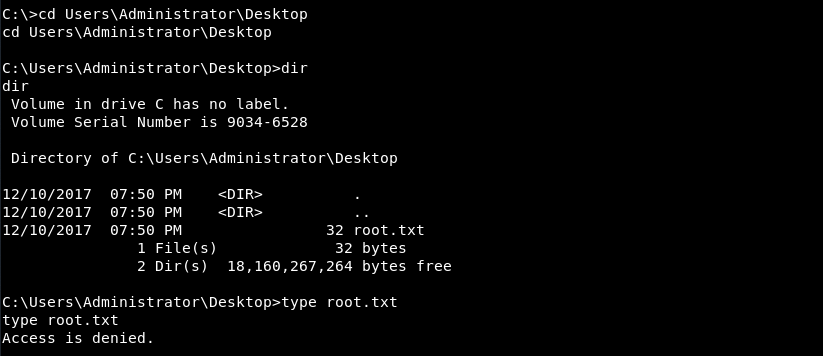 C:\>cd Users\Administrator\Desktop
cd Users\Administrator\Desktop

C:\Users\Administrator\Desktop>dir
dir
 Volume in drive C has no label.
 Volume Serial Number is 9034-6528

 Directory of C:\Users\Administrator\Desktop

12/10/2017  07:50 PM    <DIR>          .
12/10/2017  07:50 PM    <DIR>          ..
12/10/2017  07:50 PM                32 root.txt
               1 File(s)             32 bytes
               2 Dir(s)  18,160,267,264 bytes free

C:\Users\Administrator\Desktop>type root.txt
type root.txt
Access is denied.